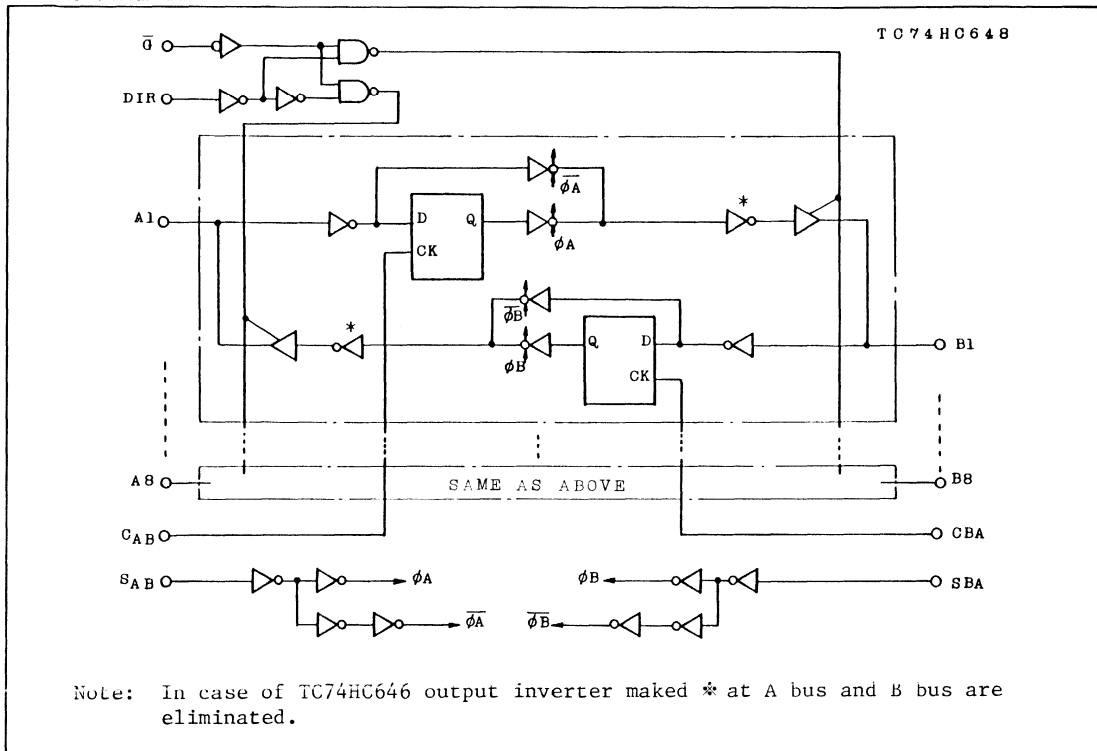 TC74HC648
G̅
DIR
φA̅
A1
D Q
*
CK
φA
*
φB̅
Q D
B1
φB
CK
A8
SAME AS ABOVE
B8
CAB
CBA
SAB
φA
φB
SBA
φA̅
φB̅
Note: In case of TC74HC646 output inverter maked * at A bus and B bus are
eliminated.